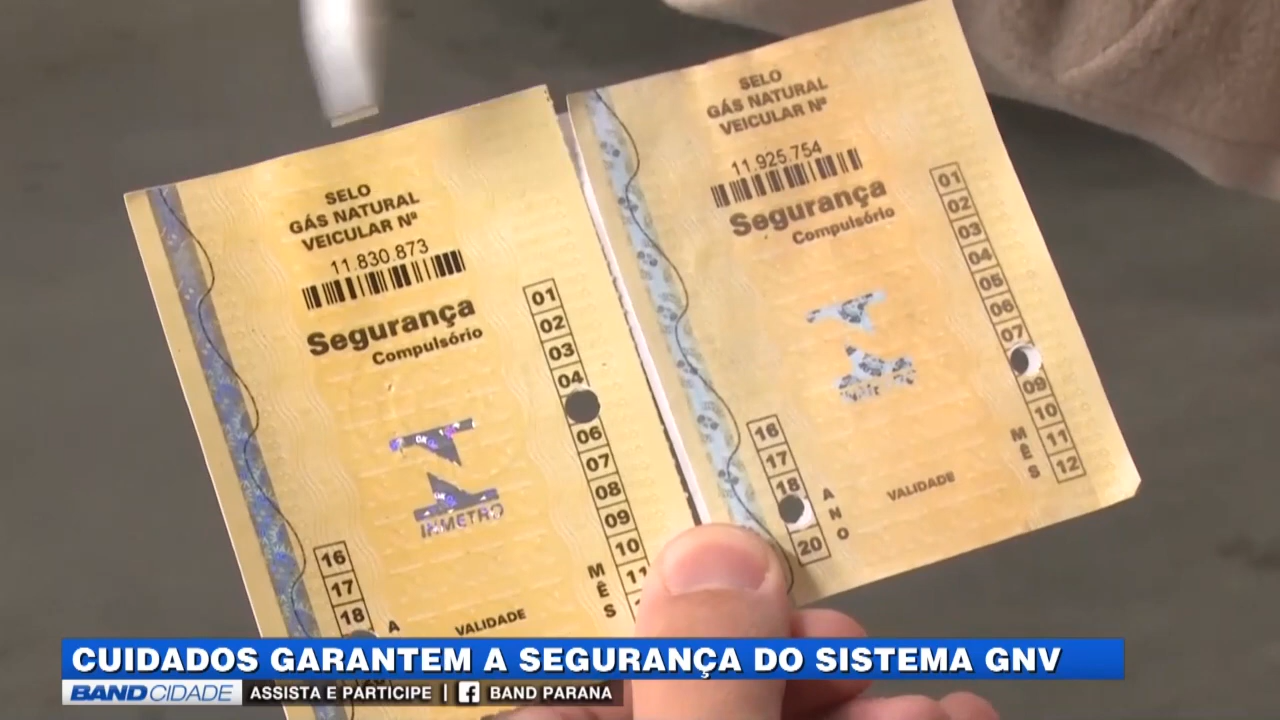 SELO
GÁS NATURAL
VEICULAR Nº
11.830.873
Segurança
Compulsório
01
02
03
04
06
07
08
09
10
11
MÊS
INMETRO
16
17
18
A
VALIDADE
SELO
GÁS NATURAL
VEICULAR Nº
11.925.754
Segurança
Compulsório
01
02
03
04
05
06
07
09
10
11
12
MÊS
16
17
18
20
ANO
VALIDADE
CUIDADOS GARANTEM A SEGURANÇA DO SISTEMA GNV
BANDCIDADE ASSISTA E PARTICIPE | f BAND PARANA